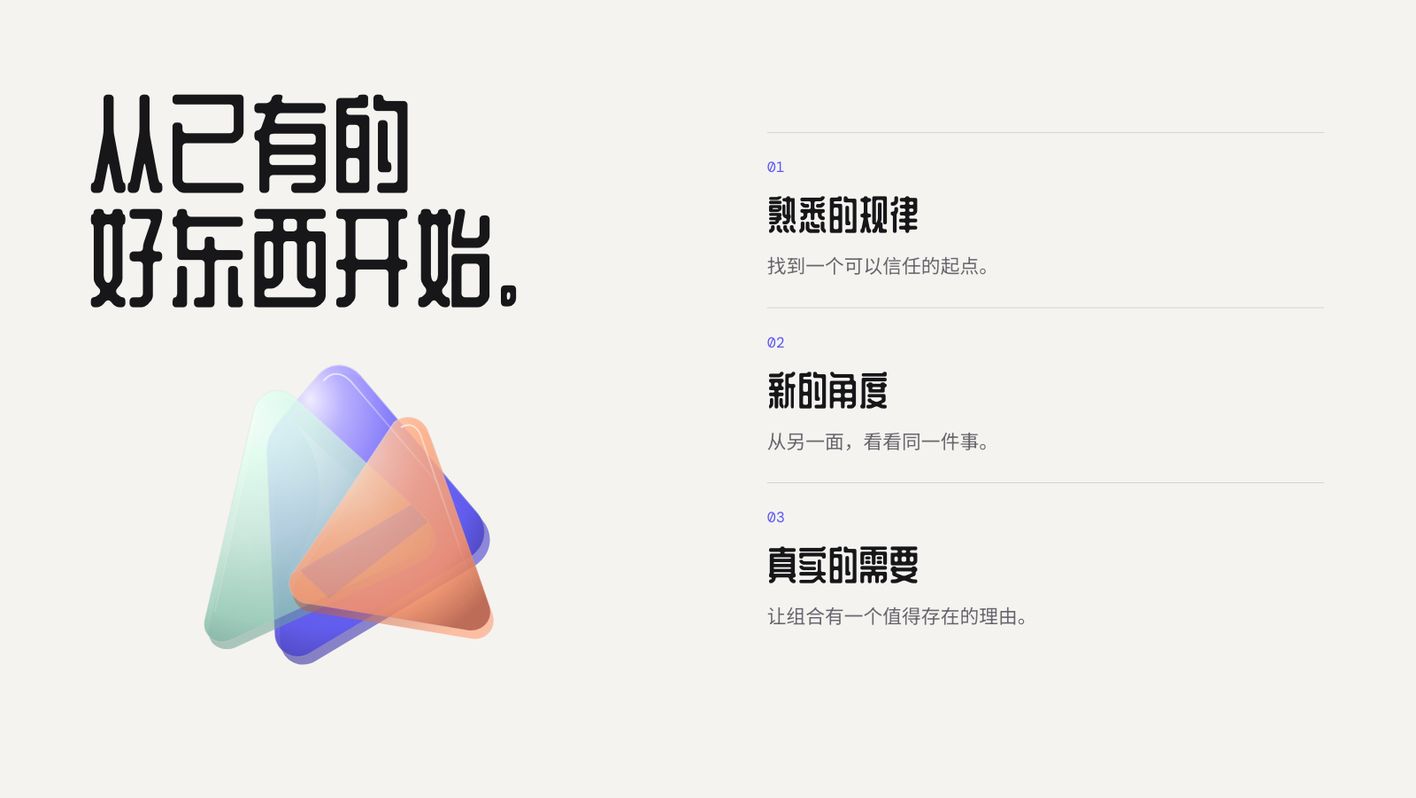 从已有的
好东西开始。
01
熟悉的规律
找到一个可以信任的起点。
02
新的角度
从另一面，看看同一件事。
03
真实的需要
让组合有一个值得存在的理由。